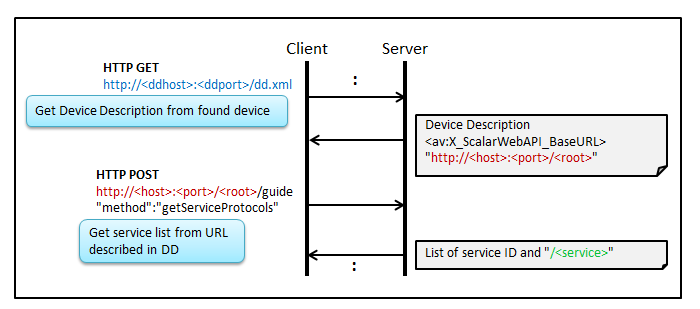 Client
Server
HTTP GET
http://<ddhost>:<ddport>/dd.xml
:
Get Device Description from found device
Device Description
<av:X_ScalarWebAPI_BaseURL>
"http://<host>:<port>/<root>"
HTTP POST
http://<host>:<port>/<root>/guide
"method":"getServiceProtocols"
Get service list from URL
described in DD
List of service ID and "/<service>"
: